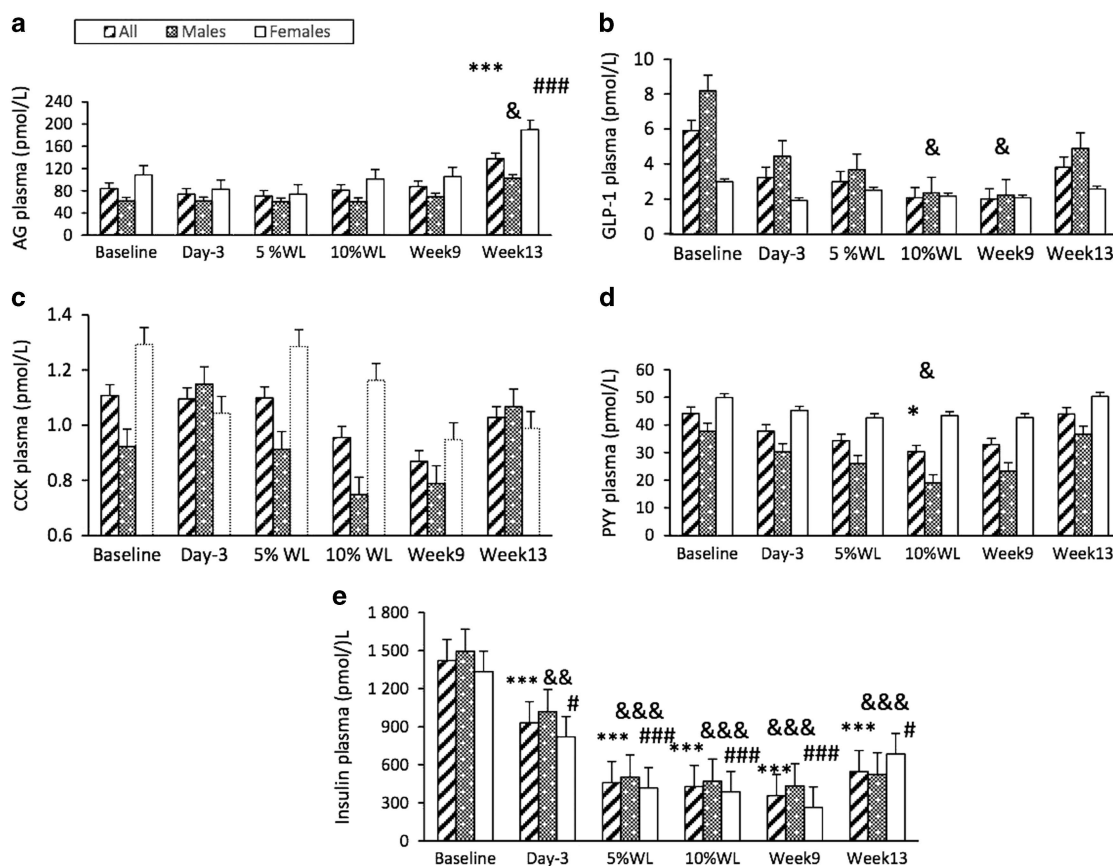 a
All Males Females
*** ###
&
AG plasma (pmol/L)
240
200
160
120
80
40
0
Baseline Day-3 5 %WL 10%WL Week9 Week13
b
GLP-1 plasma (pmol/L)
10
8
6
4
2
0
& &
Baseline Day-3 5 %WL 10%WL Week9 Week13
c
CCK plasma (pmol/L)
1.4
1.2
1.0
0.8
0.6
Baseline Day-3 5% WL 10% WL Week9 Week13
d
PYY plasma (pmol/L)
60
50
40
30
20
10
0
&
*
Baseline Day-3 5%WL 10%WL Week9 Week13
e
Insulin plasma (pmol/)L
1 800
1 500
1 200
900
600
300
0
*** && #
&&& *** ###
&&& *** ###
&&& *** ###
&&& *** #
Baseline Day-3 5%WL 10%WL Week9 Week13